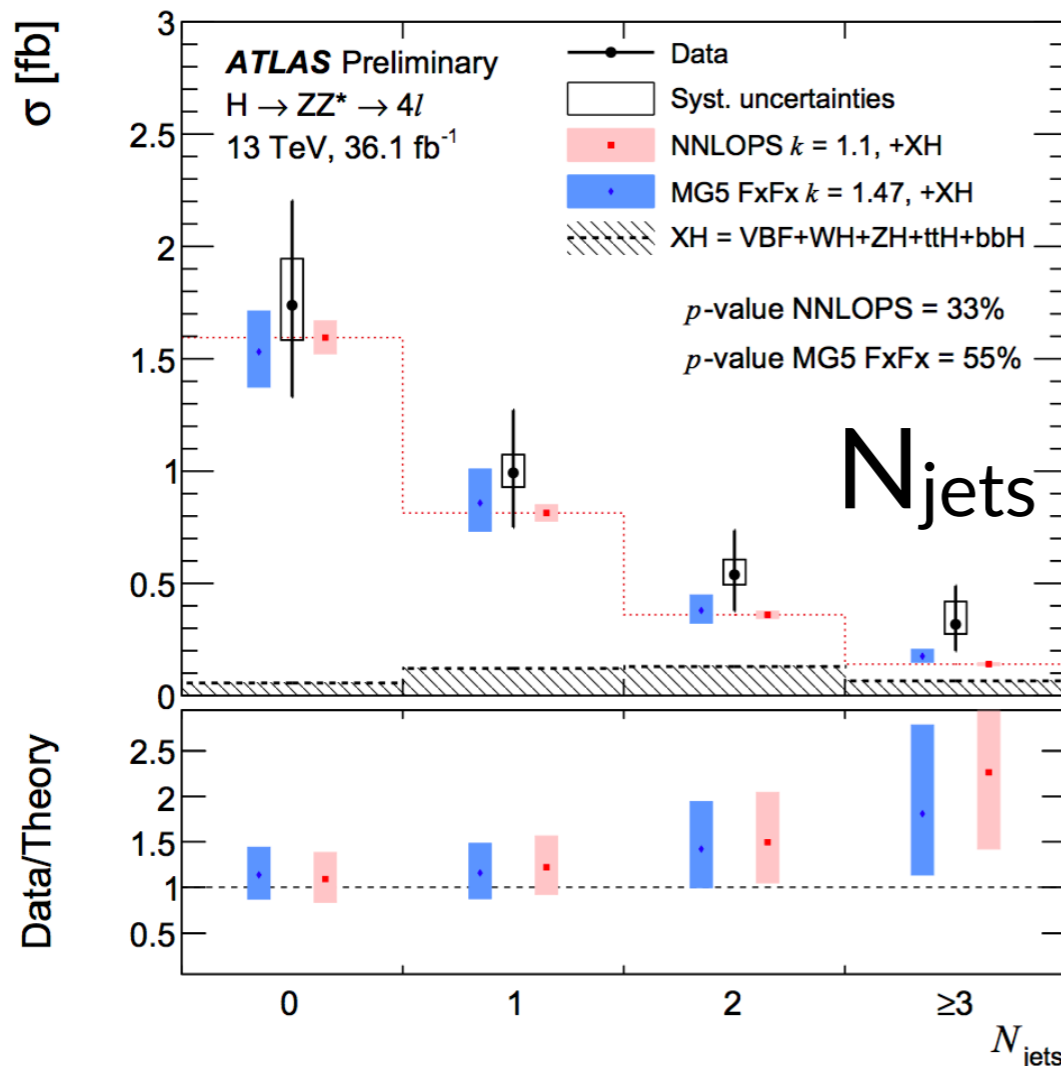 σ [fb]
3
2.5
2
1.5
1
0.5
0
ATLAS Preliminary
H → ZZ* → 4l
13 TeV, 36.1 fb⁻¹
Data
Syst. uncertainties
NNLOPS k = 1.1, +XH
MG5 FxFx k = 1.47, +XH
XH = VBF+WH+ZH+ttH+bbH
p-value NNLOPS = 33%
p-value MG5 FxFx = 55%
Njets
Data/Theory
2.5
2
1.5
1
0.5
0 1 2 ≥3
Njets